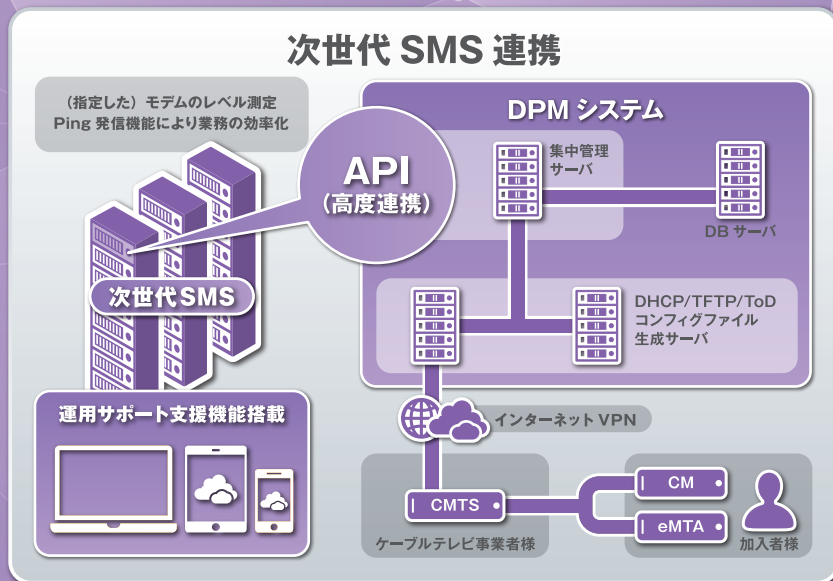 次世代 SMS 連携
(指定した)モデムのレベル測定
Ping 発信機能により業務の効率化
API
(高度連携)
次世代SMS
運用サポート支援機能搭載
DPM システム
集中管理
サーバ
DB サーバ
DHCP/TFTP/ToD
コンフィグファイル
生成サーバ
インターネット VPN
CMTS
ケーブルテレビ事業者様
CM
eMTA
加入者様